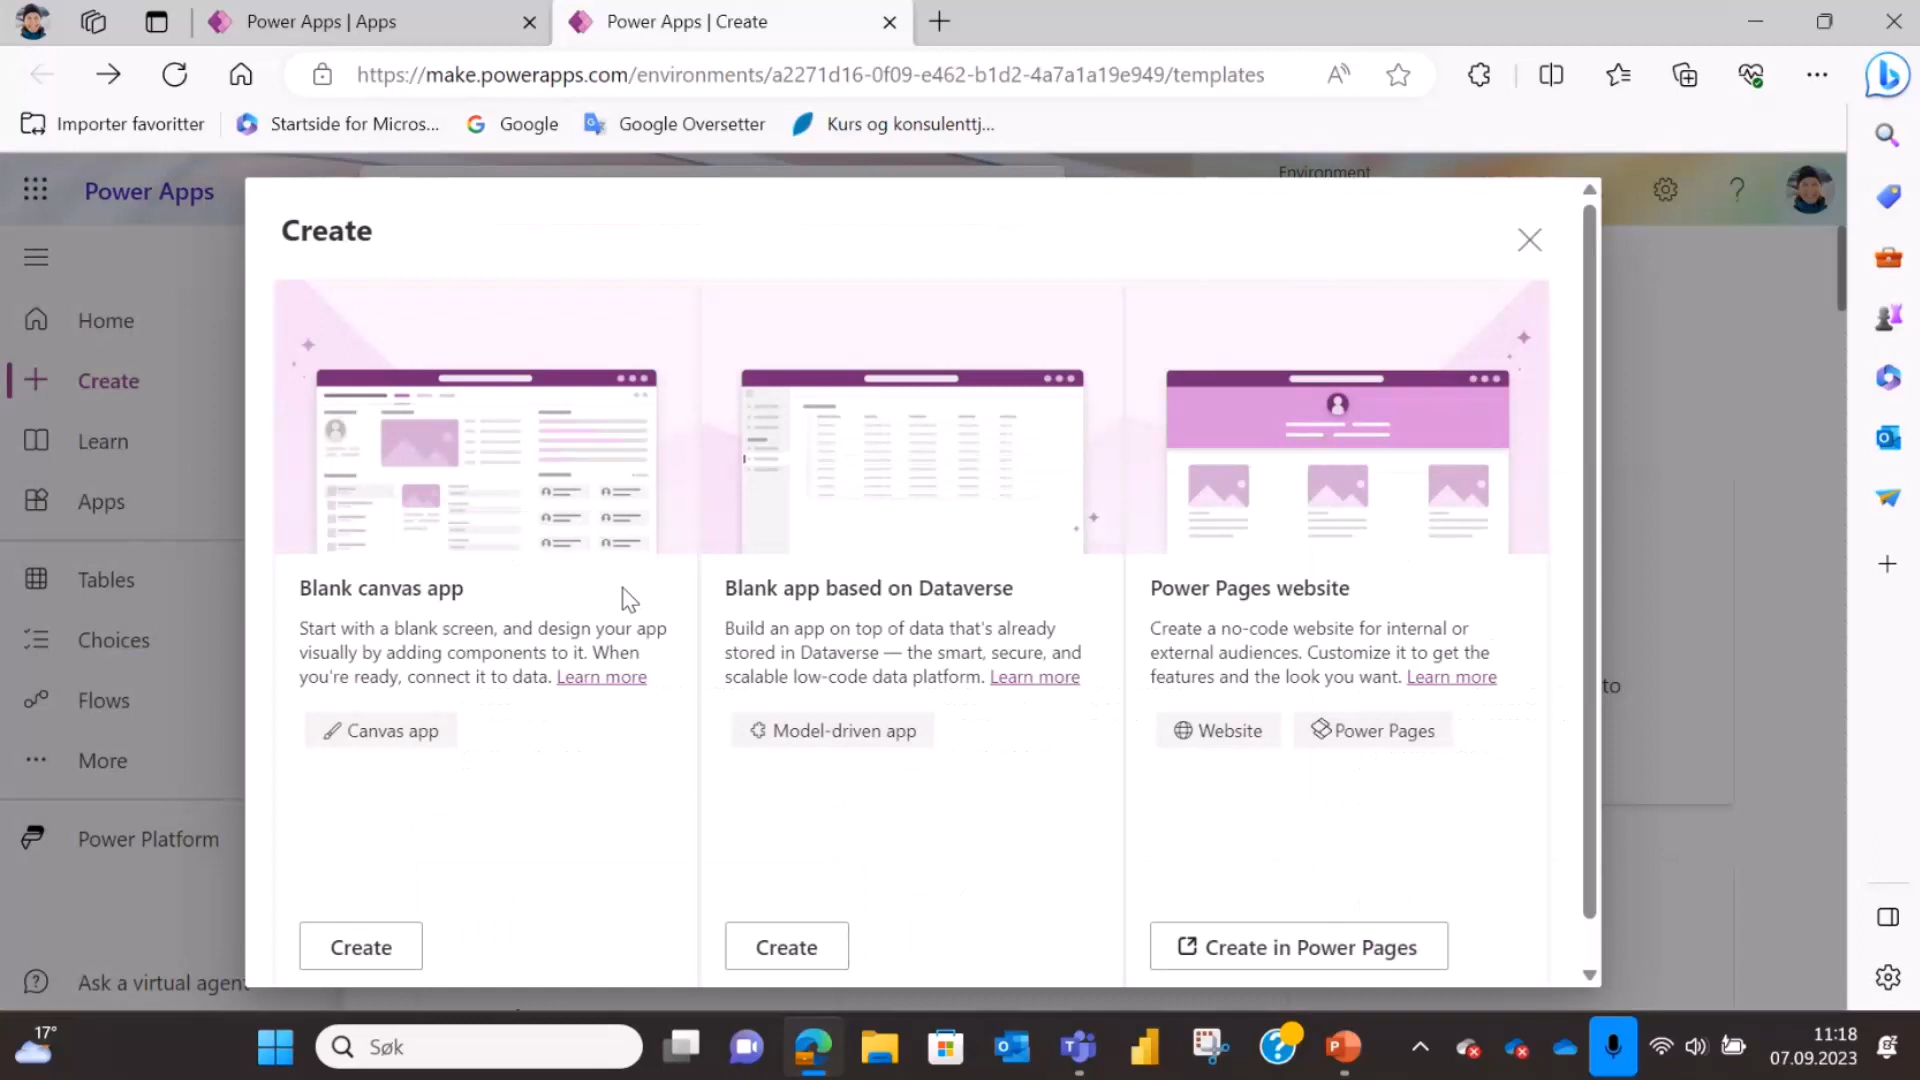 Power Apps | Apps
Power Apps | Create
https://make.powerapps.com/environments/a2271d16-0f09-e462-b1d2-4a7a1a19e949/templates
Importer favoritter
Startside for Micros...
Google
Google Oversetter
Kurs og konsulenttj...
Power Apps
Environment
Home
Create
Learn
Apps
Tables
Choices
Flows
More
Power Platform
Ask a virtual agent
Create
Blank canvas app
Start with a blank screen, and design your app
visually by adding components to it. When
you're ready, connect it to data. Learn more
Canvas app
Create
Blank app based on Dataverse
Build an app on top of data that's already
stored in Dataverse — the smart, secure, and
scalable low-code data platform. Learn more
Model-driven app
Create
Power Pages website
Create a no-code website for internal or
external audiences. Customize it to get the
features and the look you want. Learn more
Website
Power Pages
Create in Power Pages
to
17°
Søk
11:18
07.09.2023